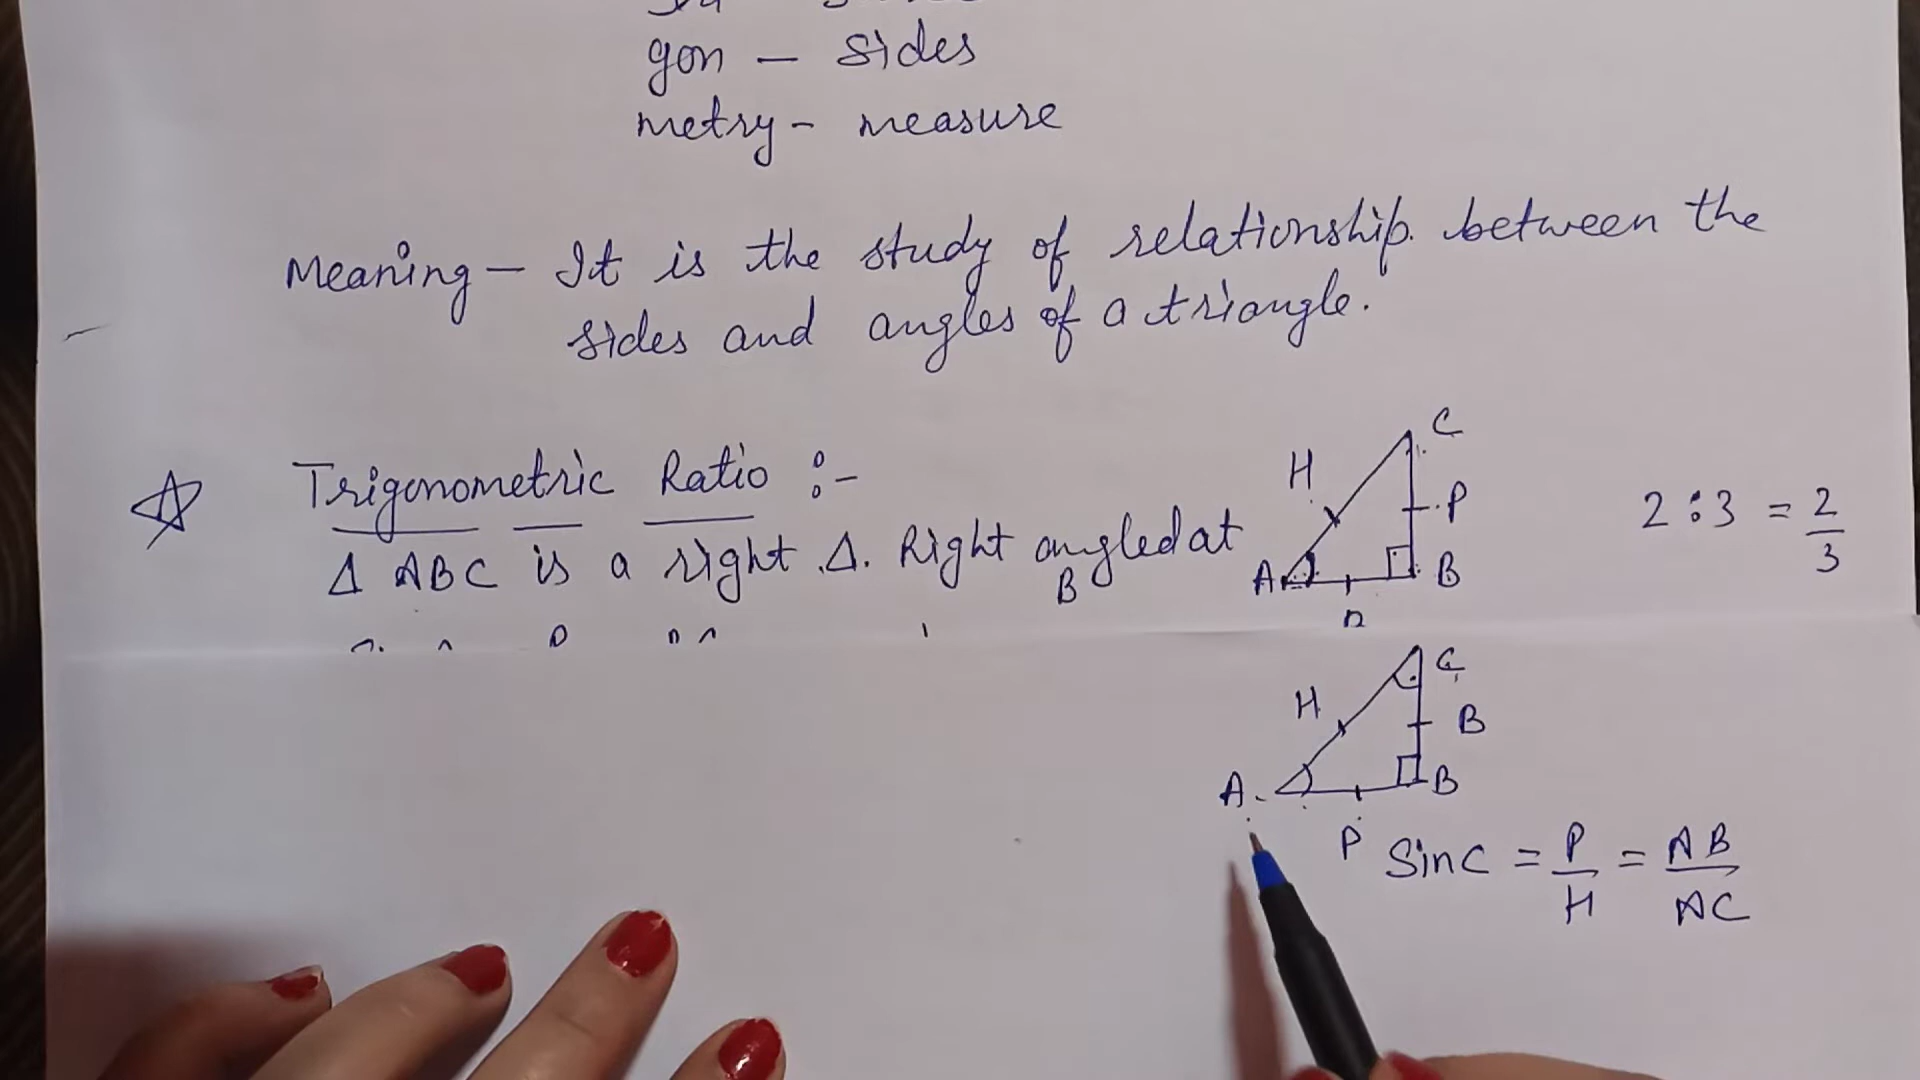 gon - sides
metry - measure
Meaning - It is the study of relationship between the
sides and angles of a triangle.
Trigonometric Ratio :-
Δ ABC is a right Δ. Right angled at
B
C
H
P
A
B
2 : 3 = 2/3
C
H
B
A
B
P
Sin C = P/H = AB/AC